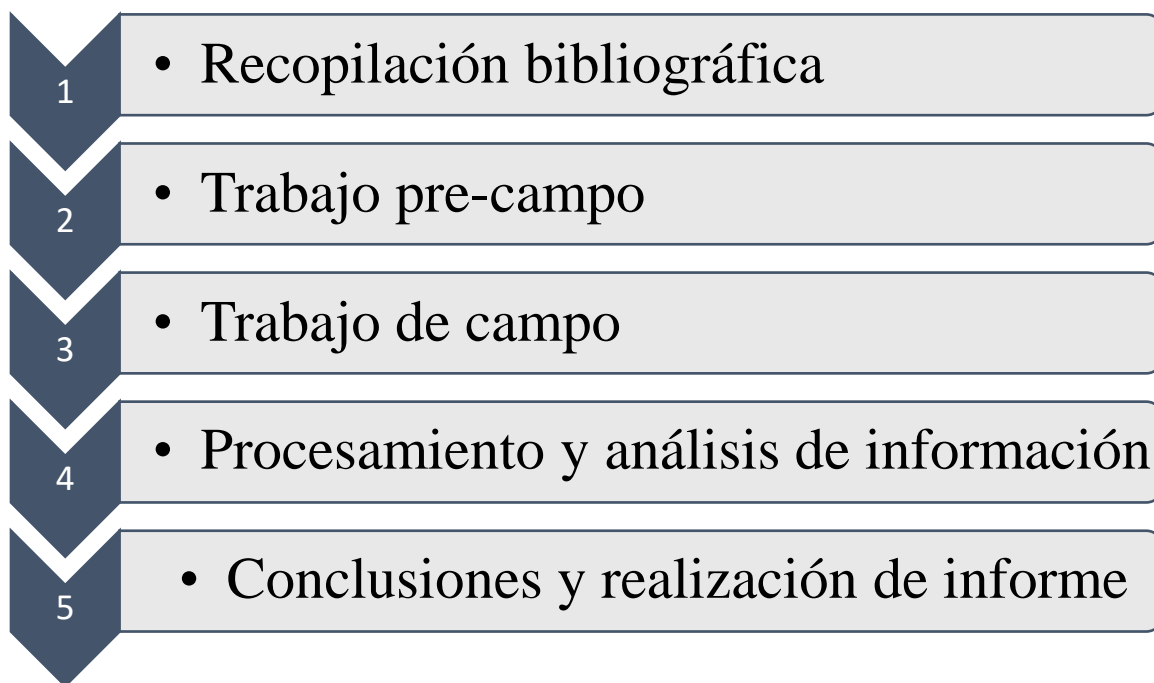 1
• Recopilación bibliográfica
2
• Trabajo pre-campo
3
• Trabajo de campo
4
• Procesamiento y análisis de información
5
• Conclusiones y realización de informe